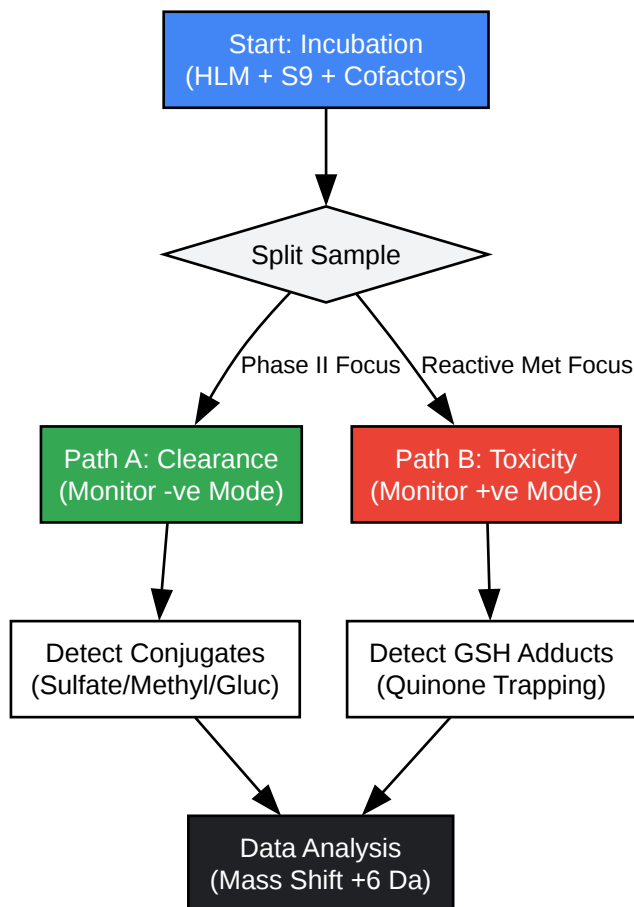 Start: Incubation
(HLM + S9 + Cofactors)
Split Sample
Phase II Focus
Reactive Met Focus
Path A: Clearance
(Monitor -ve Mode)
Path B: Toxicity
(Monitor +ve Mode)
Detect Conjugates
(Sulfate/Methyl/Gluc)
Detect GSH Adducts
(Quinone Trapping)
Data Analysis
(Mass Shift +6 Da)